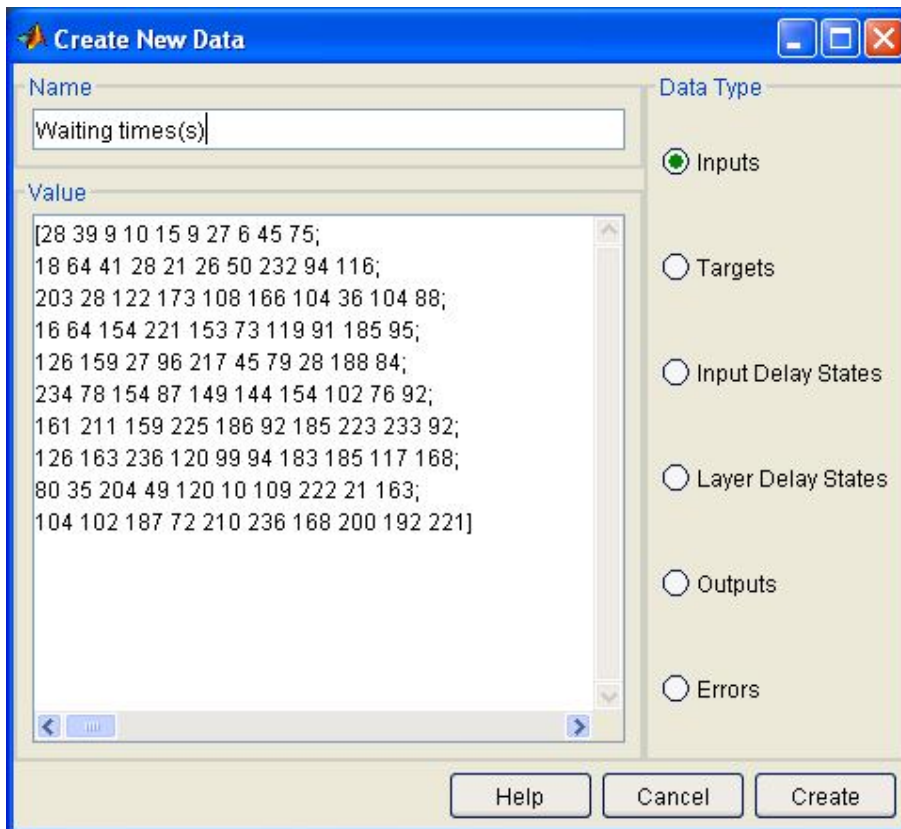 Create New Data
Name
Waiting times(s)
Value
[28 39 9 10 15 9 27 6 45 75;
18 64 41 28 21 26 50 232 94 116;
203 28 122 173 108 166 104 36 104 88;
16 64 154 221 153 73 119 91 185 95;
126 159 27 96 217 45 79 28 188 84;
234 78 154 87 149 144 154 102 76 92;
161 211 159 225 186 92 185 223 233 92;
126 163 236 120 99 94 183 185 117 168;
80 35 204 49 120 10 109 222 21 163;
104 102 187 72 210 236 168 200 192 221]
Data Type
Inputs
Targets
Input Delay States
Layer Delay States
Outputs
Errors
Help
Cancel
Create